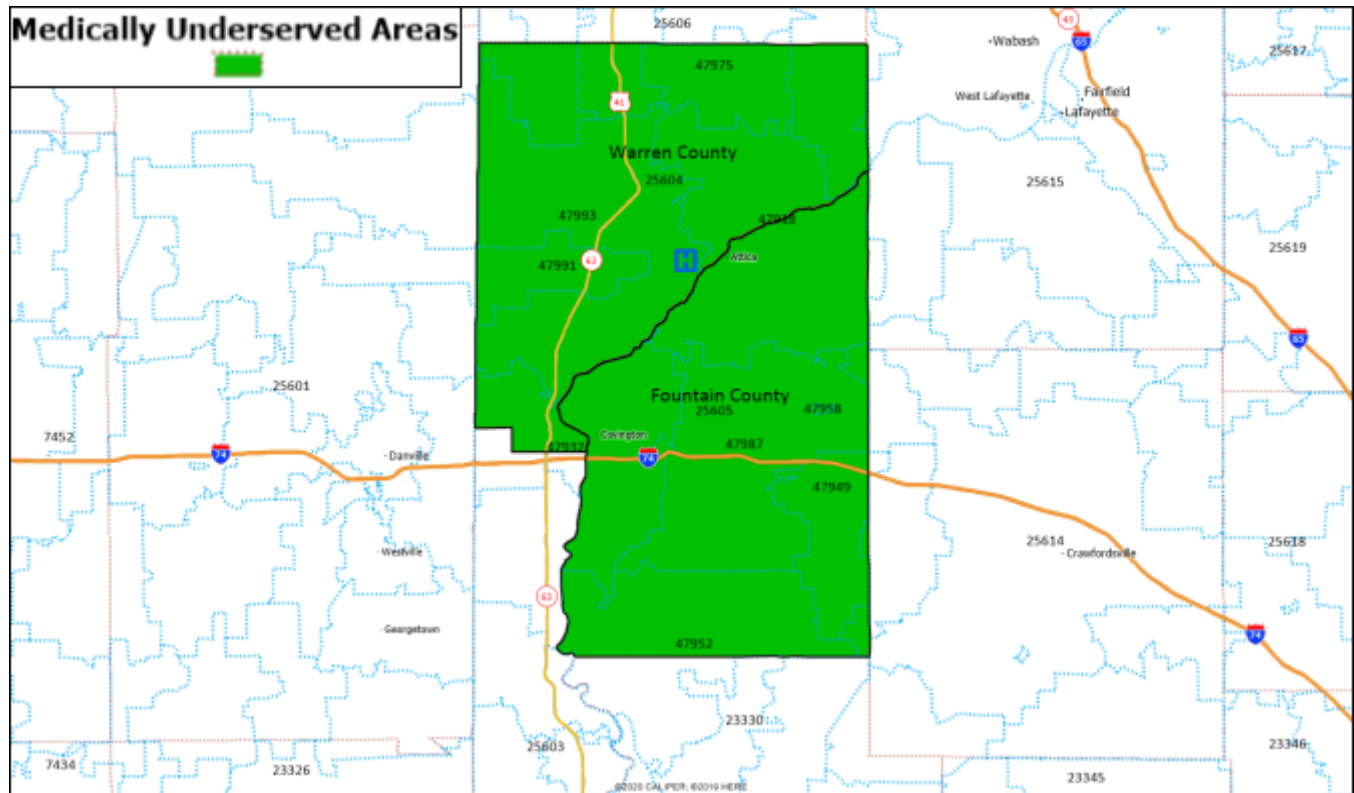 Medically Underserved Areas
25606
43
65
Wabash
25617
47975
41
West Lafayette
Fairfield
Lafayette
Warren County
25604
25615
47993
47918
25619
47991
63
H
Attica
65
25601
Fountain County
25605
47958
7452
Covington
47932
47987
74
Danville
74
47949
25614
25618
Westville
Crawfordsville
63
Georgetown
74
47952
23330
25603
23346
7434
23326
23345
©2020 CALIPER; ©2019 HERE